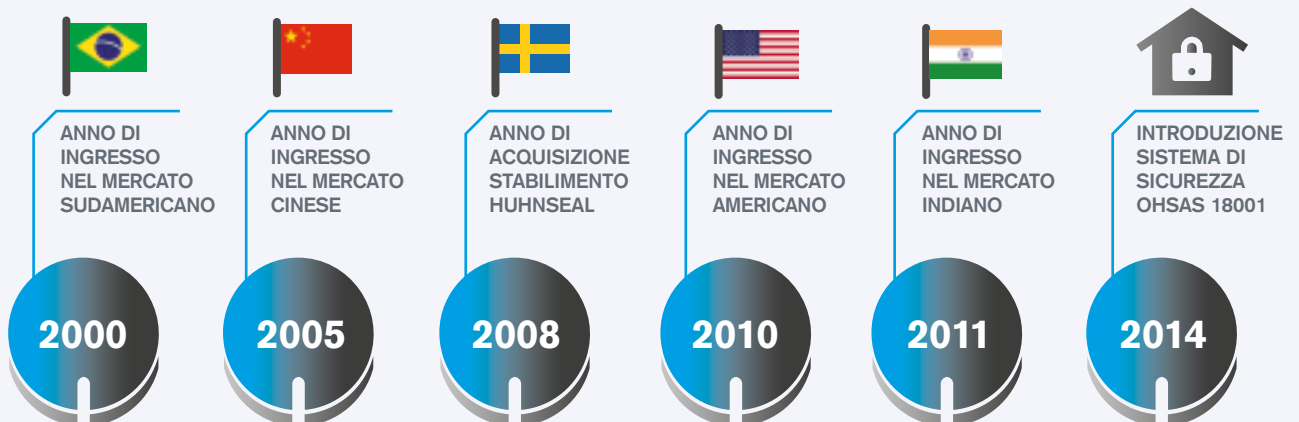 ANNO DI
INGRESSO
NEL MERCATO
SUDAMERICANO
2000
ANNO DI
INGRESSO
NEL MERCATO
CINESE
2005
ANNO DI
ACQUISIZIONE
STABILIMENTO
HUHNSEAL
2008
ANNO DI
INGRESSO
NEL MERCATO
AMERICANO
2010
ANNO DI
INGRESSO
NEL MERCATO
INDIANO
2011
INTRODUZIONE
SISTEMA DI
SICUREZZA
OHSAS 18001
2014